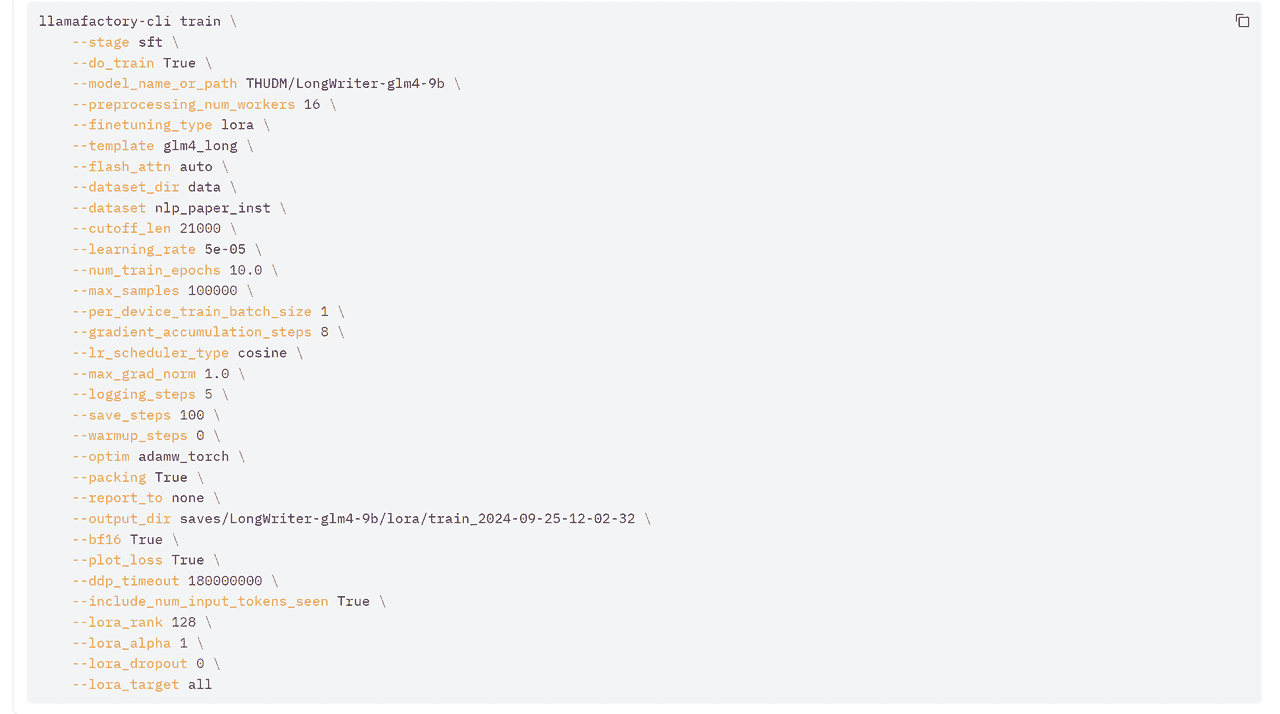 llamafactory-cli train \
--stage sft \
--do_train True \
--model_name_or_path THUDM/LongWriter-glm4-9b \
--preprocessing_num_workers 16 \
--finetuning_type lora \
--template glm4_long \
--flash_attn auto \
--dataset_dir data \
--dataset nlp_paper_inst \
--cutoff_len 21000 \
--learning_rate 5e-05 \
--num_train_epochs 10.0 \
--max_samples 100000 \
--per_device_train_batch_size 1 \
--gradient_accumulation_steps 8 \
--lr_scheduler_type cosine \
--max_grad_norm 1.0 \
--logging_steps 5 \
--save_steps 100 \
--warmup_steps 0 \
--optim adamw_torch \
--packing True \
--report_to none \
--output_dir saves/LongWriter-glm4-9b/lora/train_2024-09-25-12-02-32 \
--bf16 True \
--plot_loss True \
--ddp_timeout 180000000 \
--include_num_input_tokens_seen True \
--lora_rank 128 \
--lora_alpha 1 \
--lora_dropout 0 \
--lora_target all